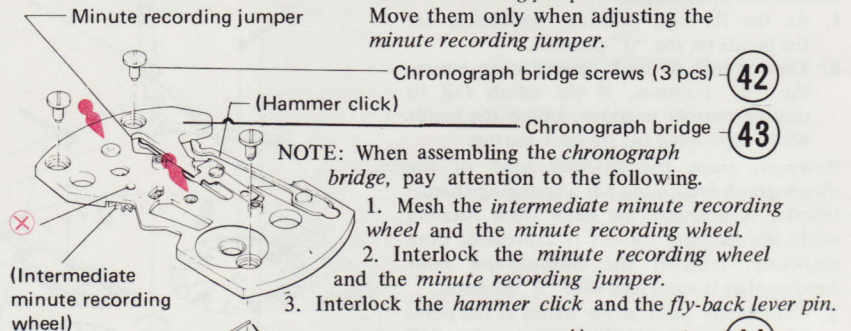 Minute recording jumper
Move them only when adjusting the
minute recording jumper.
Chronograph bridge screws (3 pcs) 42
(Hammer click)
Chronograph bridge 43
NOTE: When assembling the chronograph
bridge, pay attention to the following.
1. Mesh the intermediate minute recording
wheel and the minute recording wheel.
2. Interlock the minute recording wheel
and the minute recording jumper.
3. Interlock the hammer click and the fly-back lever pin.
(Intermediate
minute recording
wheel)